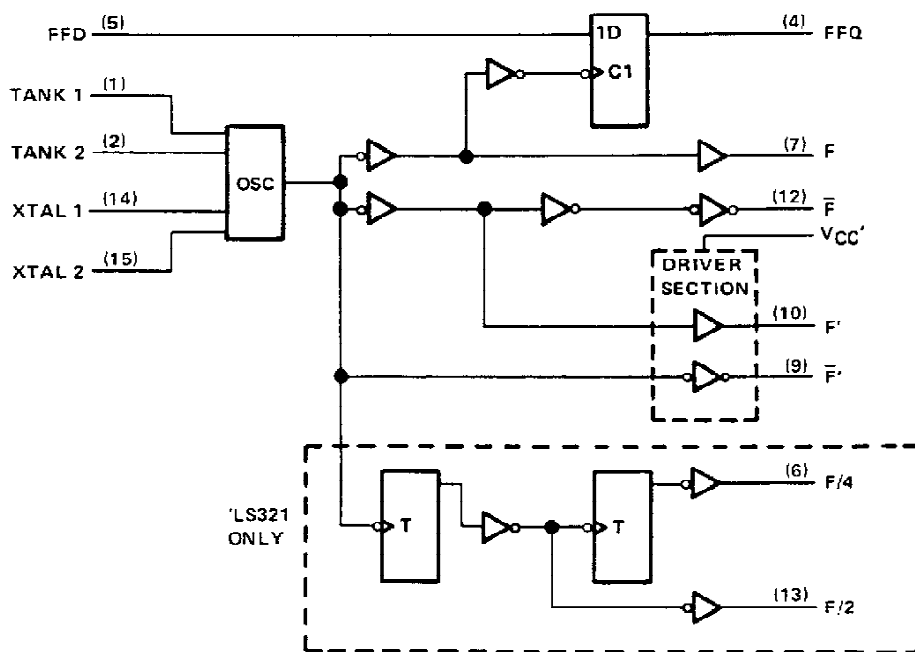 FFD (5) 1D (4) FFQ
C1
TANK 1 (1)
TANK 2 (2) (7) F
OSC
XTAL 1 (14) (12) F̅
VCC'
XTAL 2 (15) DRIVER
SECTION
(10) F'
(9) F̅'
'LS321
ONLY
T T (6) F/4
(13) F/2